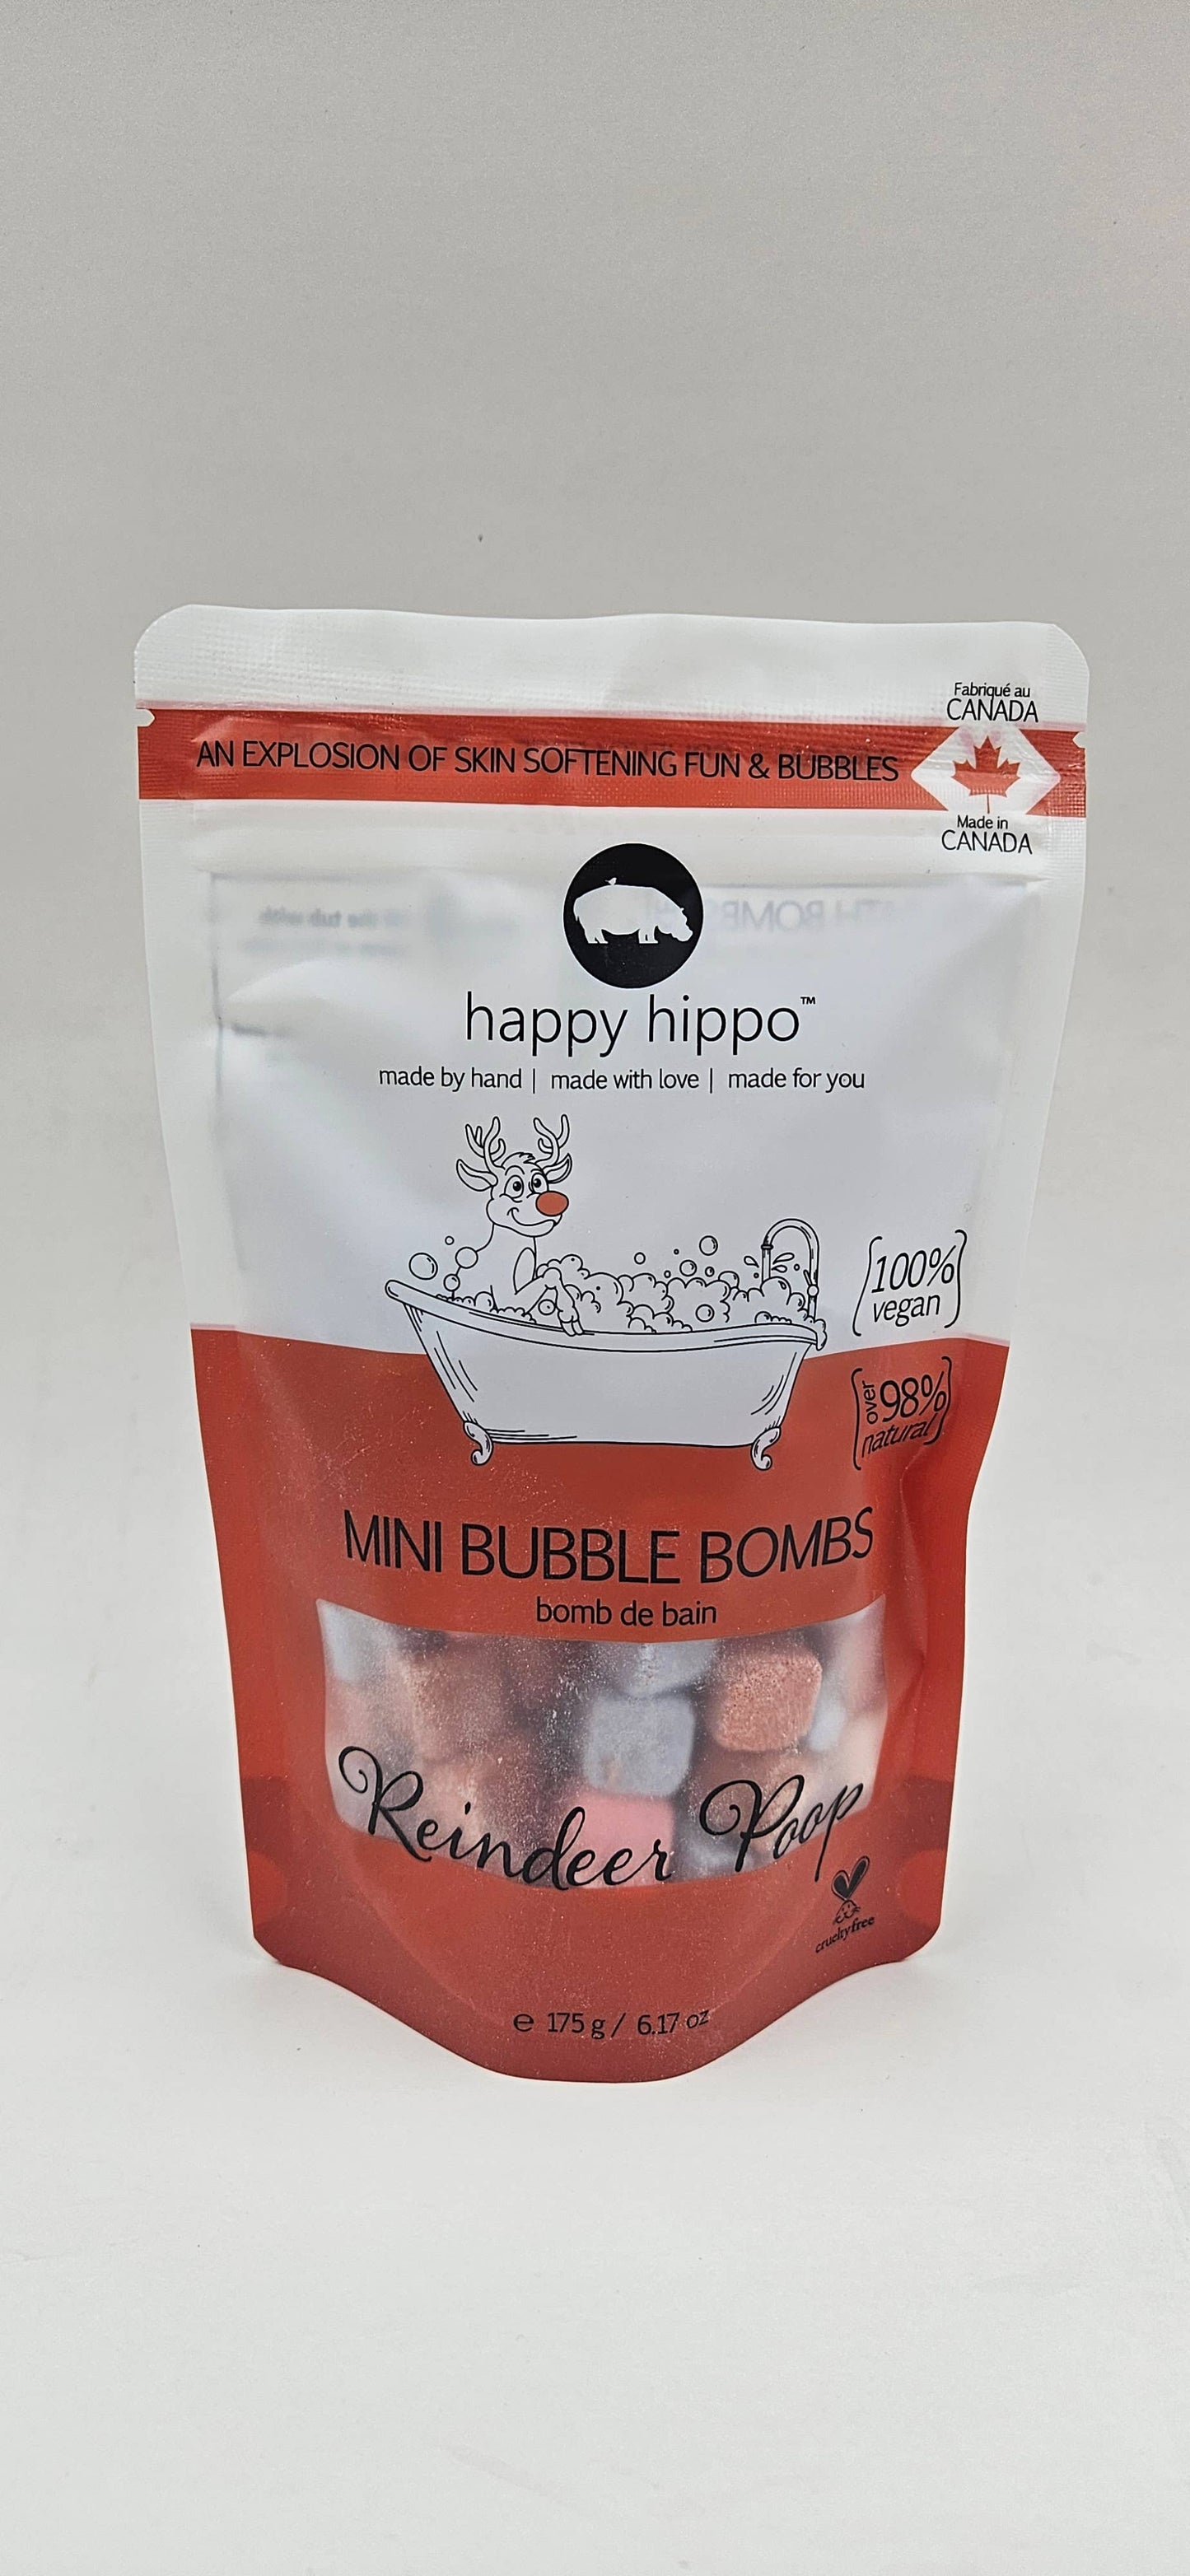 Fabriqué au
CANADA
AN EXPLOSION OF SKIN SOFTENING FUN & BUBBLES
Made in
CANADA
happy hippo™
made by hand | made with love | made for you
100%
vegan
over 98%
natural
MINI BUBBLE BOMBS
bomb de bain
Reindeer Poop
crueltyfree
e 175 g / 6.17 oz